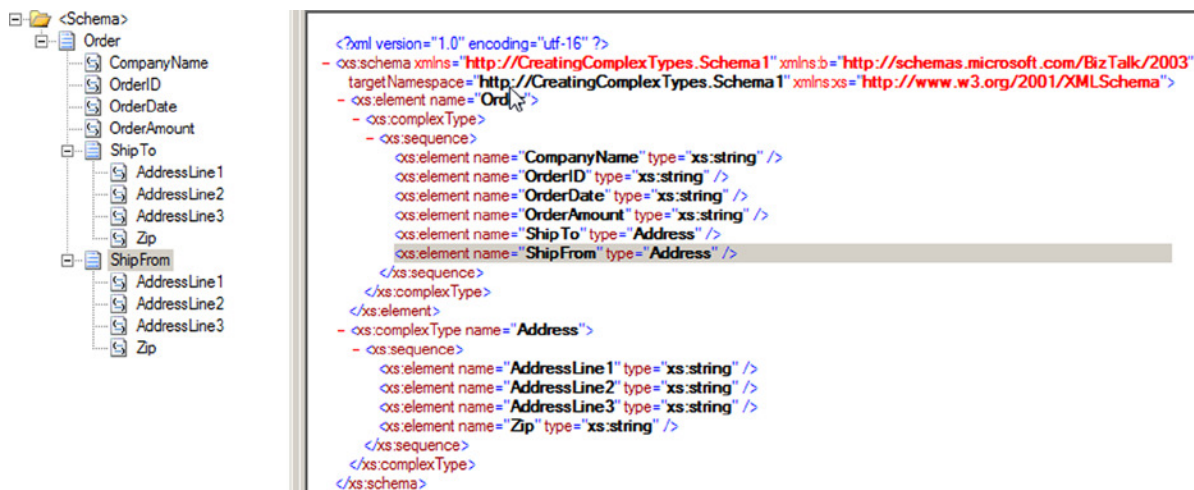 <Schema>
Order
CompanyName
OrderID
OrderDate
OrderAmount
ShipTo
AddressLine1
AddressLine2
AddressLine3
Zip
ShipFrom
AddressLine1
AddressLine2
AddressLine3
Zip
<?xml version="1.0" encoding="utf-16" ?>
- <xs:schema xmlns="http://CreatingComplexTypes.Schema1" xmlns:b="http://schemas.microsoft.com/BizTalk/2003"
targetNamespace="http://CreatingComplexTypes.Schema1" xmlns:xs="http://www.w3.org/2001/XMLSchema">
- <xs:element name="Order">
- <xs:complexType>
- <xs:sequence>
<xs:element name="CompanyName" type="xs:string" />
<xs:element name="OrderID" type="xs:string" />
<xs:element name="OrderDate" type="xs:string" />
<xs:element name="OrderAmount" type="xs:string" />
<xs:element name="ShipTo" type="Address" />
<xs:element name="ShipFrom" type="Address" />
</xs:sequence>
</xs:complexType>
</xs:element>
- <xs:complexType name="Address">
- <xs:sequence>
<xs:element name="AddressLine1" type="xs:string" />
<xs:element name="AddressLine2" type="xs:string" />
<xs:element name="AddressLine3" type="xs:string" />
<xs:element name="Zip" type="xs:string" />
</xs:sequence>
</xs:complexType>
</xs:schema>